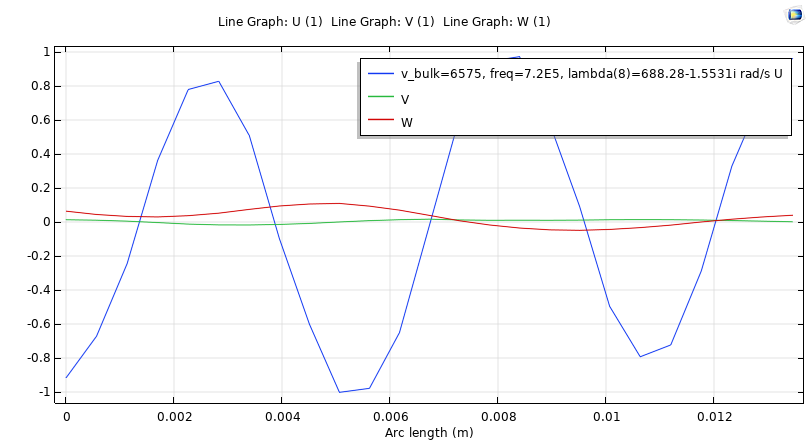 Line Graph: U (1) Line Graph: V (1) Line Graph: W (1)
1
0.8
0.6
0.4
0.2
0
-0.2
-0.4
-0.6
-0.8
-1
v_bulk=6575, freq=7.2E5, lambda(8)=688.28-1.5531i rad/s U
V
W
0 0.002 0.004 0.006 0.008 0.01 0.012
Arc length (m)